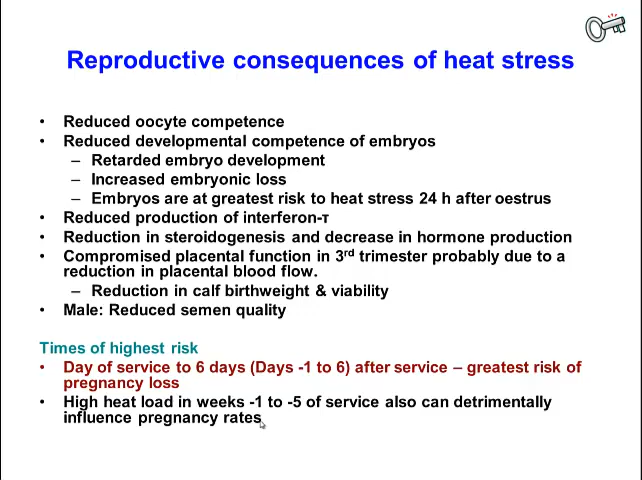 Reproductive consequences of heat stress
• Reduced oocyte competence
• Reduced developmental competence of embryos
– Retarded embryo development
– Increased embryonic loss
– Embryos are at greatest risk to heat stress 24 h after oestrus
• Reduced production of interferon-τ
• Reduction in steroidogenesis and decrease in hormone production
• Compromised placental function in 3rd trimester probably due to a
reduction in placental blood flow.
– Reduction in calf birthweight & viability
• Male: Reduced semen quality
Times of highest risk
• Day of service to 6 days (Days -1 to 6) after service – greatest risk of
pregnancy loss
• High heat load in weeks -1 to -5 of service also can detrimentally
influence pregnancy rates